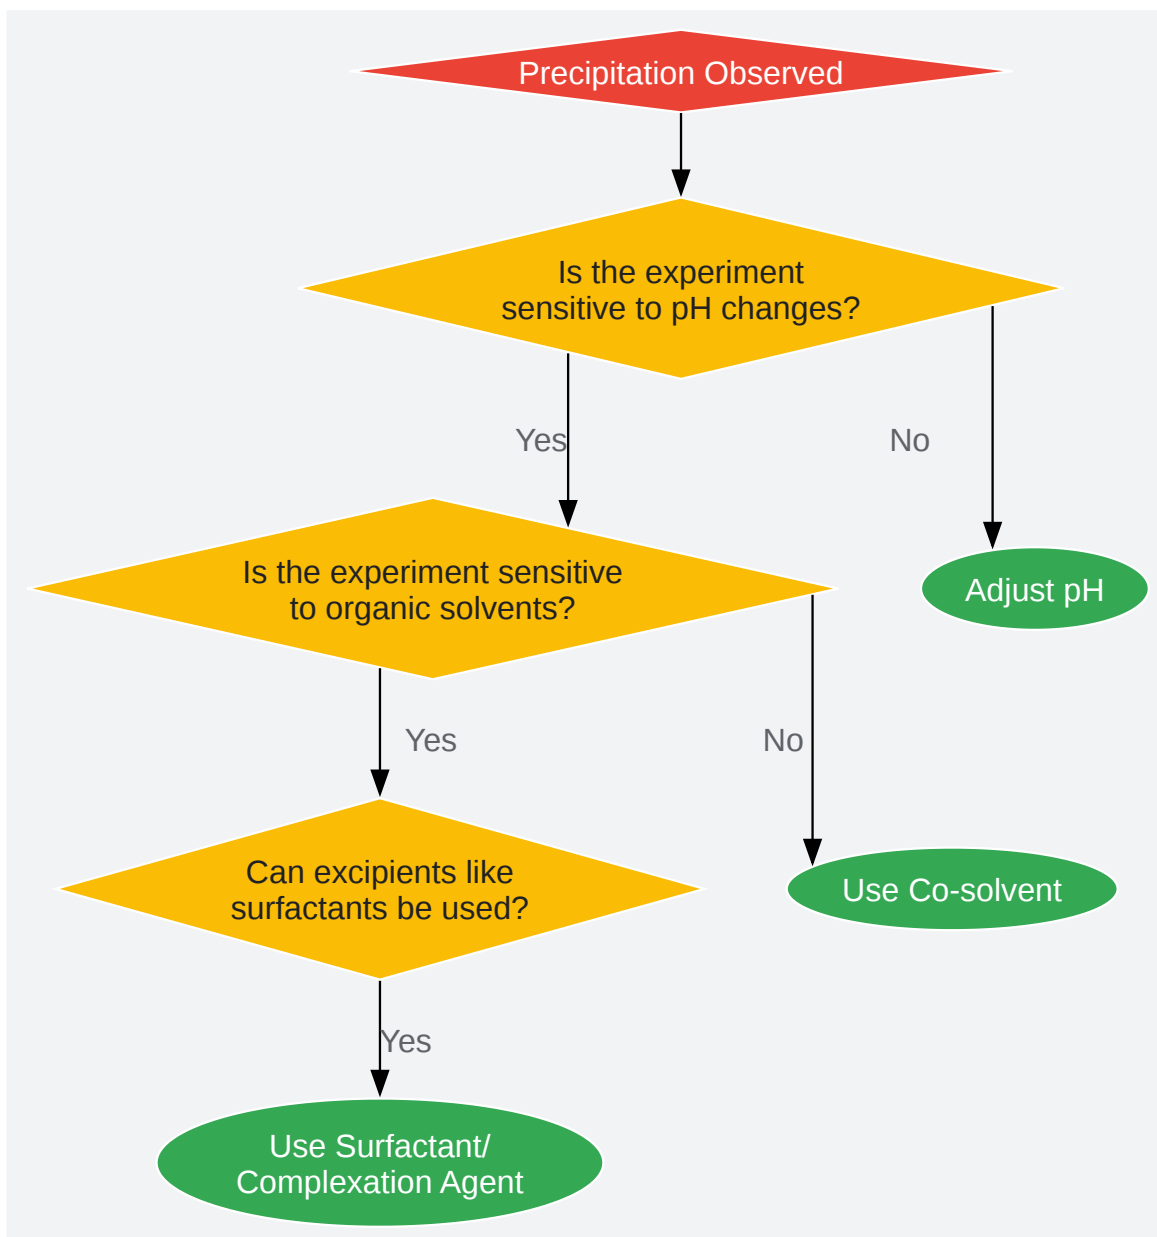 Precipitation Observed
Is the experiment
sensitive to pH changes?
Yes
No
Is the experiment sensitive
to organic solvents?
Adjust pH
Yes
No
Can excipients like
surfactants be used?
Use Co-solvent
Yes
Use Surfactant/
Complexation Agent